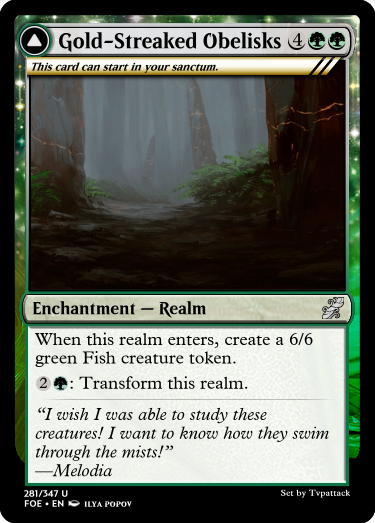 Gold-Streaked Obelisks 4
This card can start in your sanctum.
Enchantment — Realm
When this realm enters, create a 6/6
green Fish creature token.
2 : Transform this realm.
“I wish I was able to study these
creatures! I want to know how they swim
through the mists!”
—Melodia
281/347 U
FOE • EN ILYA POPOV
Set by Tvpattack